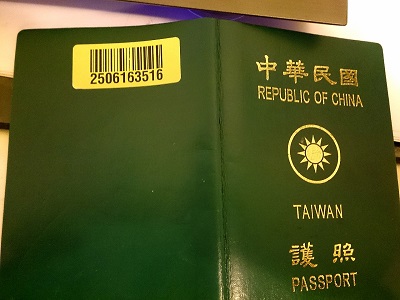 2506163516
中華民國
REPUBLIC OF CHINA
TAIWAN
護照
PASSPORT